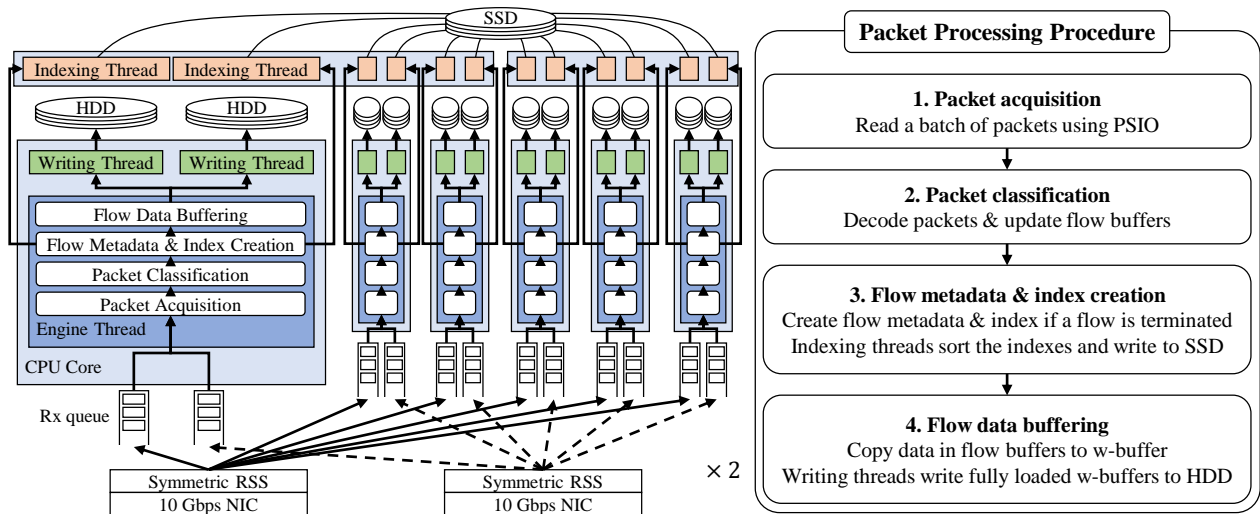 SSD
Indexing Thread
Indexing Thread
HDD
HDD
Writing Thread
Writing Thread
Flow Data Buffering
Flow Metadata & Index Creation
Packet Classification
Packet Acquisition
Engine Thread
CPU Core
Rx queue
Symmetric RSS
10 Gbps NIC
Symmetric RSS
10 Gbps NIC
× 2
Packet Processing Procedure
1. Packet acquisition
Read a batch of packets using PSIO
2. Packet classification
Decode packets & update flow buffers
3. Flow metadata & index creation
Create flow metadata & index if a flow is terminated
Indexing threads sort the indexes and write to SSD
4. Flow data buffering
Copy data in flow buffers to w-buffer
Writing threads write fully loaded w-buffers to HDD